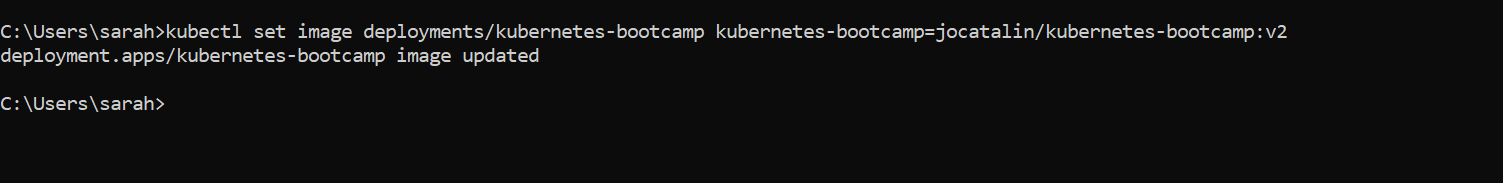 C:\Users\sarah>kubectl set image deployments/kubernetes-bootcamp kubernetes-bootcamp=jocatalin/kubernetes-bootcamp:v2
deployment.apps/kubernetes-bootcamp image updated
C:\Users\sarah>